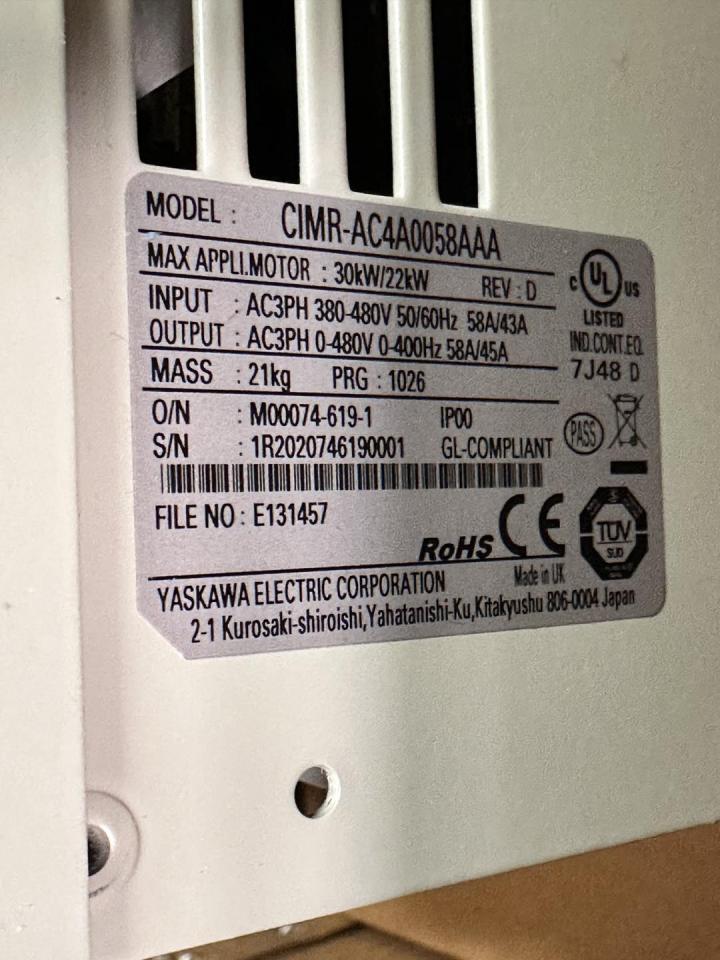 MODEL : CIMR-AC4A0058AAA
MAX APPLI.MOTOR : 30kW/22kW REV : D
INPUT : AC3PH 380-480V 50/60Hz 58A/43A
OUTPUT : AC3PH 0-480V 0-400Hz 58A/45A
MASS : 21kg PRG : 1026
O/N : M00074-619-1 IP00
S/N : 1R2020746190001 GL-COMPLIANT
FILE NO : E131457
RoHS CE
Made in UK
YASKAWA ELECTRIC CORPORATION
2-1 Kurosaki-shiroishi,Yahatanishi-Ku,Kitakyushu 806-0004 Japan
C UL US
LISTED
IND.CONT.EQ.
7J48 D
PASS
TÜV
SÜD